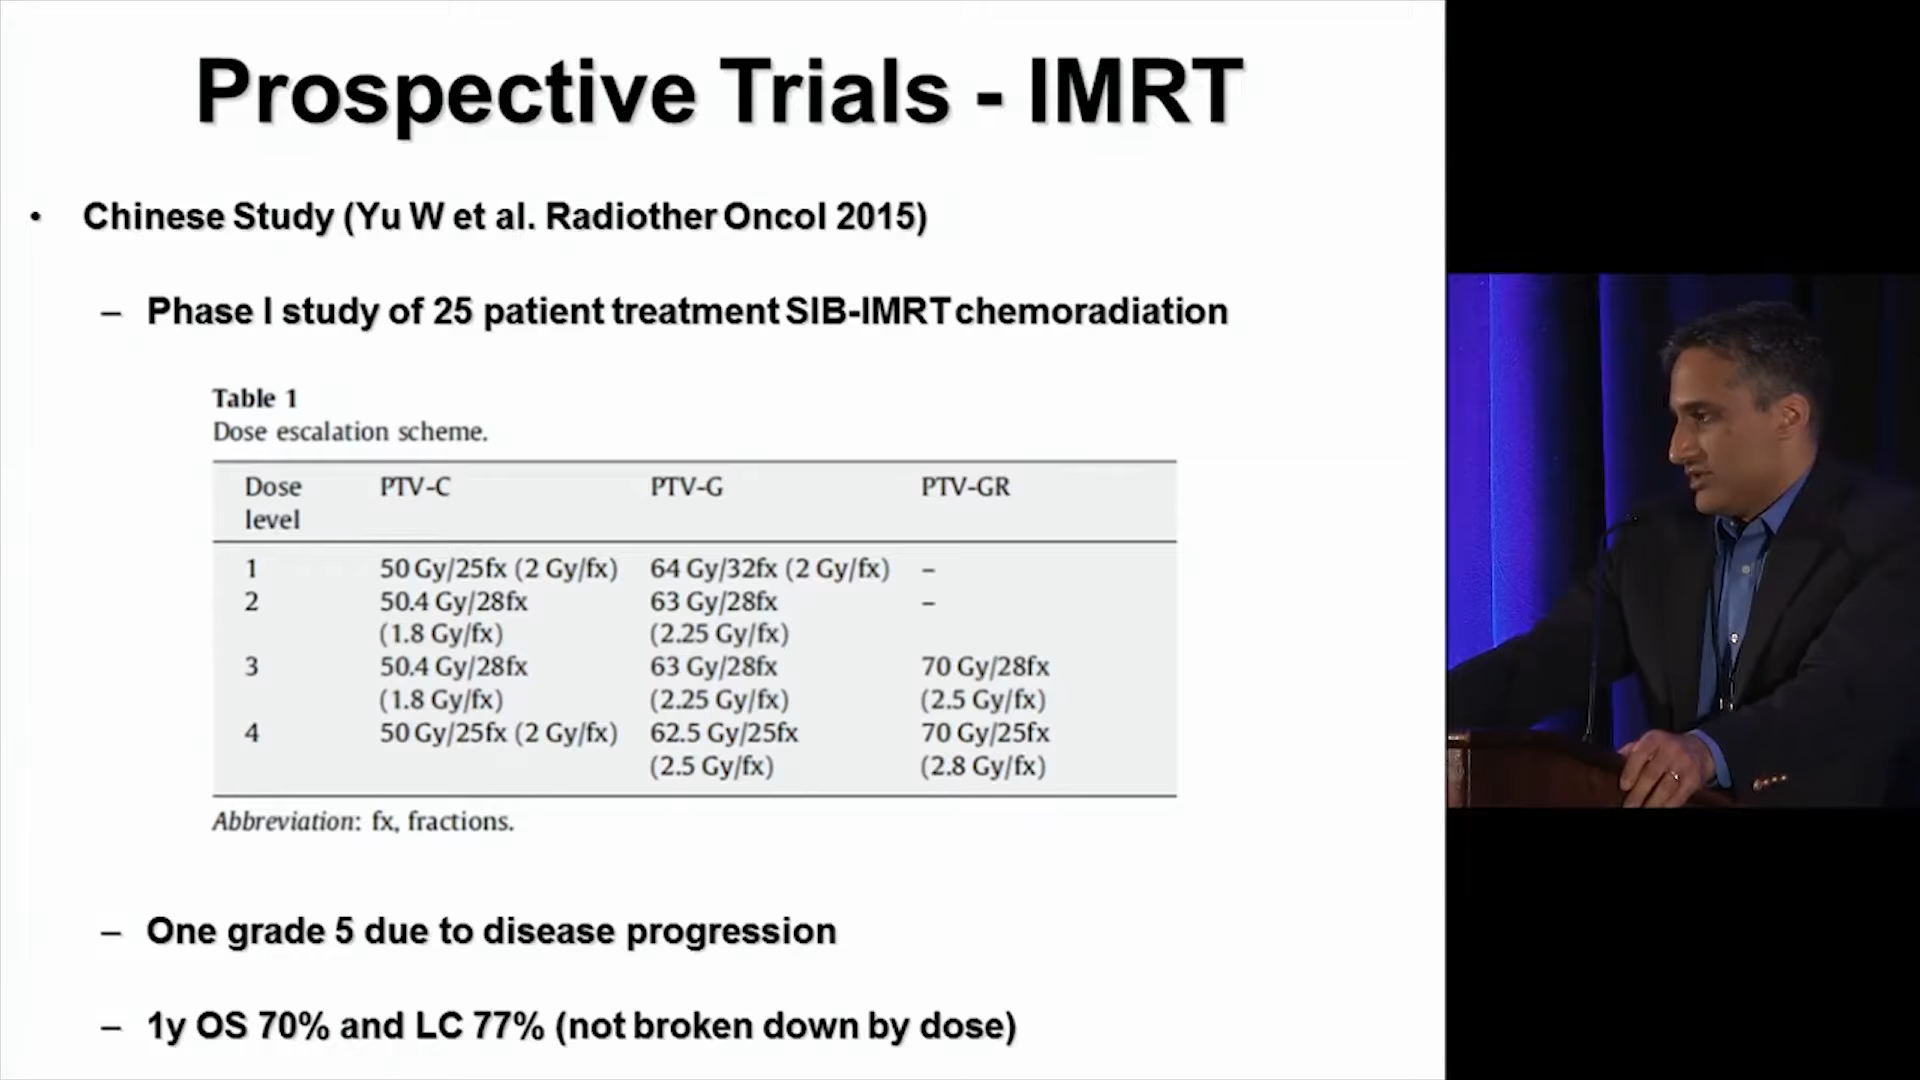 Prospective Trials - IMRT
• Chinese Study (Yu W et al. Radiother Oncol 2015)
– Phase I study of 25 patient treatment SIB-IMRT chemoradiation
Table 1
Dose escalation scheme.
Dose level PTV-C PTV-G PTV-GR
1 50 Gy/25fx (2 Gy/fx) 64 Gy/32fx (2 Gy/fx) –
2 50.4 Gy/28fx 63 Gy/28fx –
(1.8 Gy/fx) (2.25 Gy/fx)
3 50.4 Gy/28fx 63 Gy/28fx 70 Gy/28fx
(1.8 Gy/fx) (2.25 Gy/fx) (2.5 Gy/fx)
4 50 Gy/25fx (2 Gy/fx) 62.5 Gy/25fx 70 Gy/25fx
(2.5 Gy/fx) (2.8 Gy/fx)
Abbreviation: fx, fractions.
– One grade 5 due to disease progression
– 1y OS 70% and LC 77% (not broken down by dose)